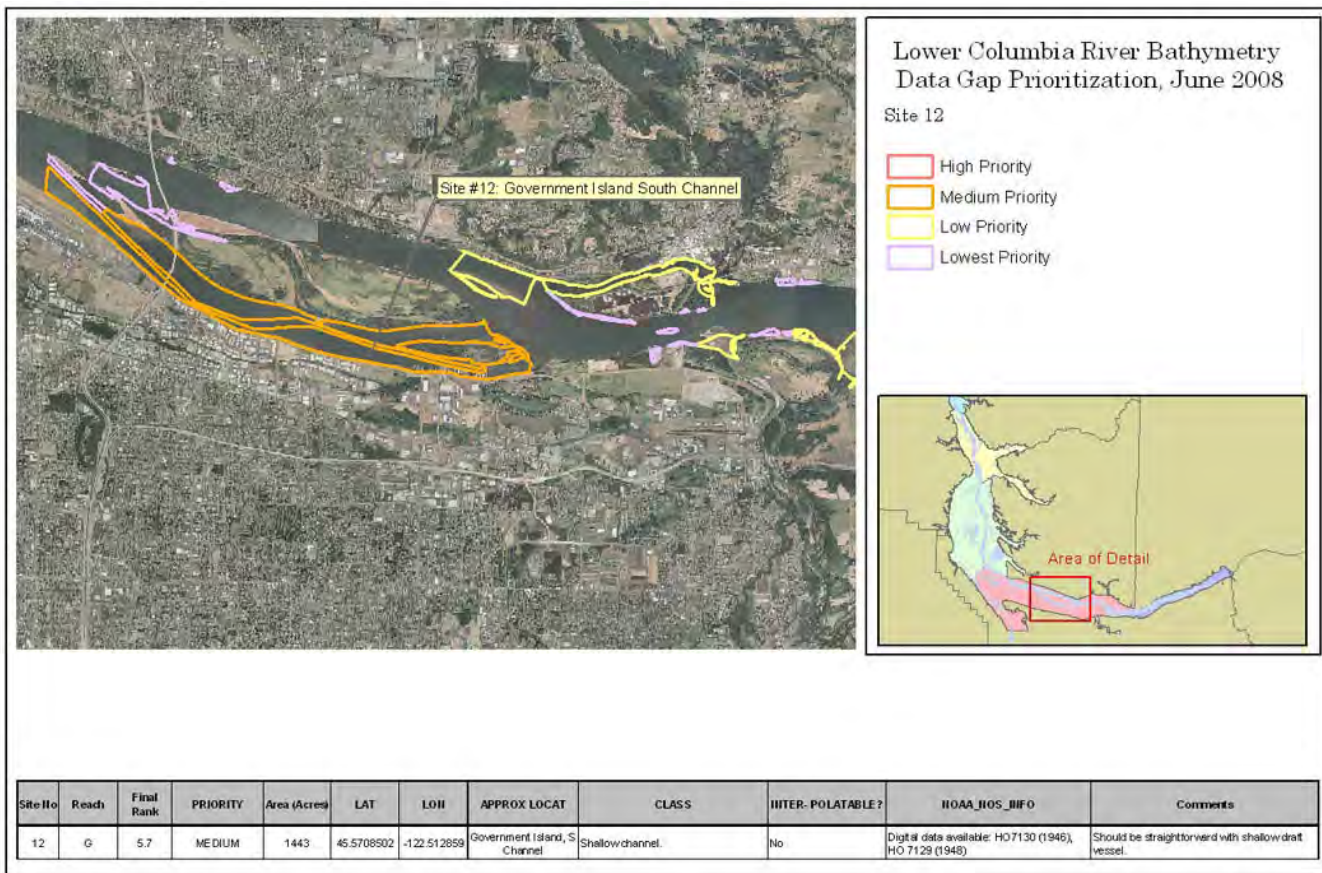 Lower Columbia River Bathymetry
Data Gap Prioritization, June 2008
Site 12
High Priority
Medium Priority
Low Priority
Lowest Priority
Site #12: Government Island South Channel
Area of Detail
Site No Reach Final Rank PRIORITY Area (Acres) LAT LON APPROX LOCAT CLASS INTER-POLATABLE? NOAA_NOS_INFO Comments
12 G 5.7 MEDIUM 1443 45.5708502 -122.512859 Government Island, S Channel Shallow channel. No Digital data available: HO7130 (1946), HO 7129 (1948) Should be straightforward with shallow draft vessel.